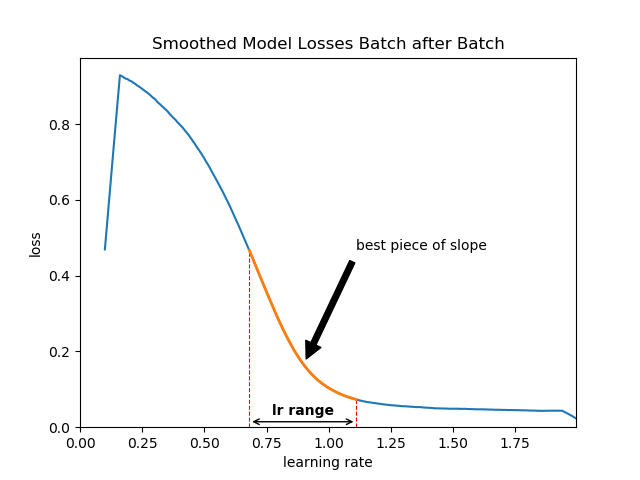 Smoothed Model Losses Batch after Batch
loss
0.8
0.6
0.4
0.2
0.0
best piece of slope
lr range
0.00 0.25 0.50 0.75 1.00 1.25 1.50 1.75
learning rate